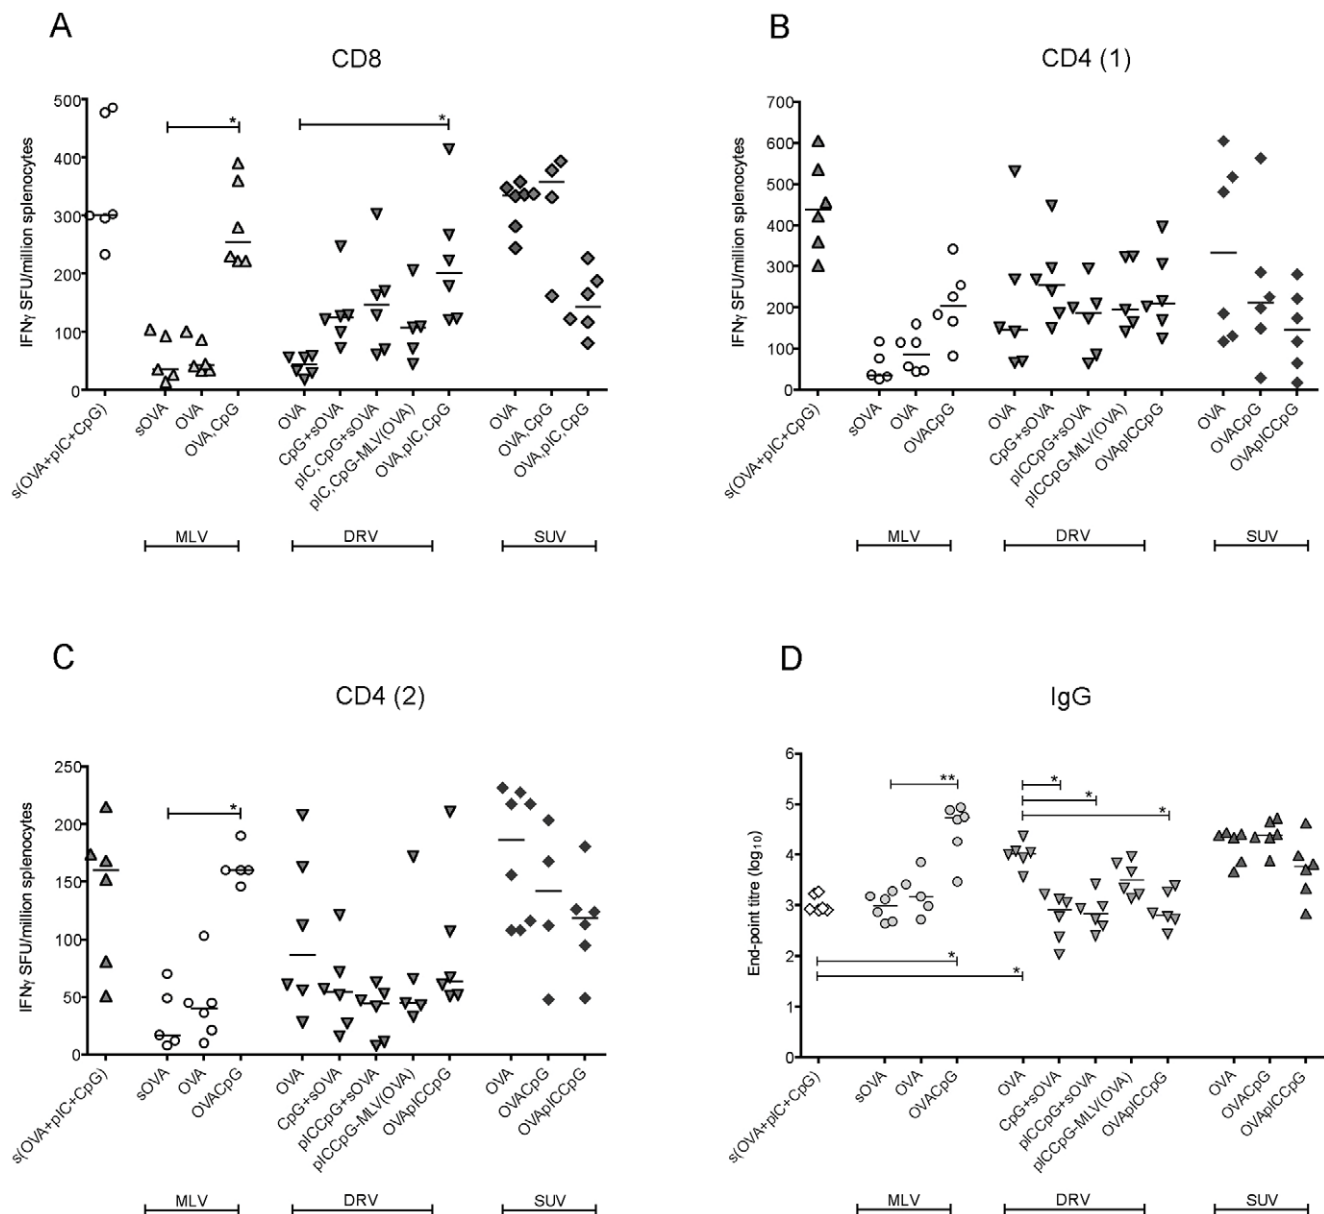 A
CD8
IFNγ SFU/million splenocytes
500
400
300
200
100
0
*
*
s(OVA+pIC+CpG)
sOVA
OVA
OVA,CpG
OVA
CpG+sOVA
pIC,CpG+sOVA
pIC,CpG-MLV(OVA)
OVA,pIC,CpG
OVA
OVA,CpG
OVA,pIC,CpG
MLV
DRV
SUV
B
CD4 (1)
IFNγ SFU/million splenocytes
700
600
500
400
300
200
100
0
s(OVA+pIC+CpG)
sOVA
OVA
OVACpG
OVA
CpG+sOVA
pICCpG+sOVA
pICCpG-MLV(OVA)
OVApICCpG
OVA
OVACpG
OVApICCpG
MLV
DRV
SUV
C
CD4 (2)
IFNγ SFU/million splenocytes
250
200
150
100
50
0
*
s(OVA+pIC+CpG)
sOVA
OVA
OVACpG
OVA
CpG+sOVA
pICCpG+sOVA
pICCpG-MLV(OVA)
OVApICCpG
OVA
OVACpG
OVApICCpG
MLV
DRV
SUV
D
IgG
End-point titre (log10)
6
5
4
3
2
1
0
**
*
*
*
*
*
s(OVA+pIC+CpG)
sOVA
OVA
OVACpG
OVA
CpG+sOVA
pICCpG+sOVA
pICCpG-MLV(OVA)
OVApICCpG
OVA
OVACpG
OVApICCpG
MLV
DRV
SUV